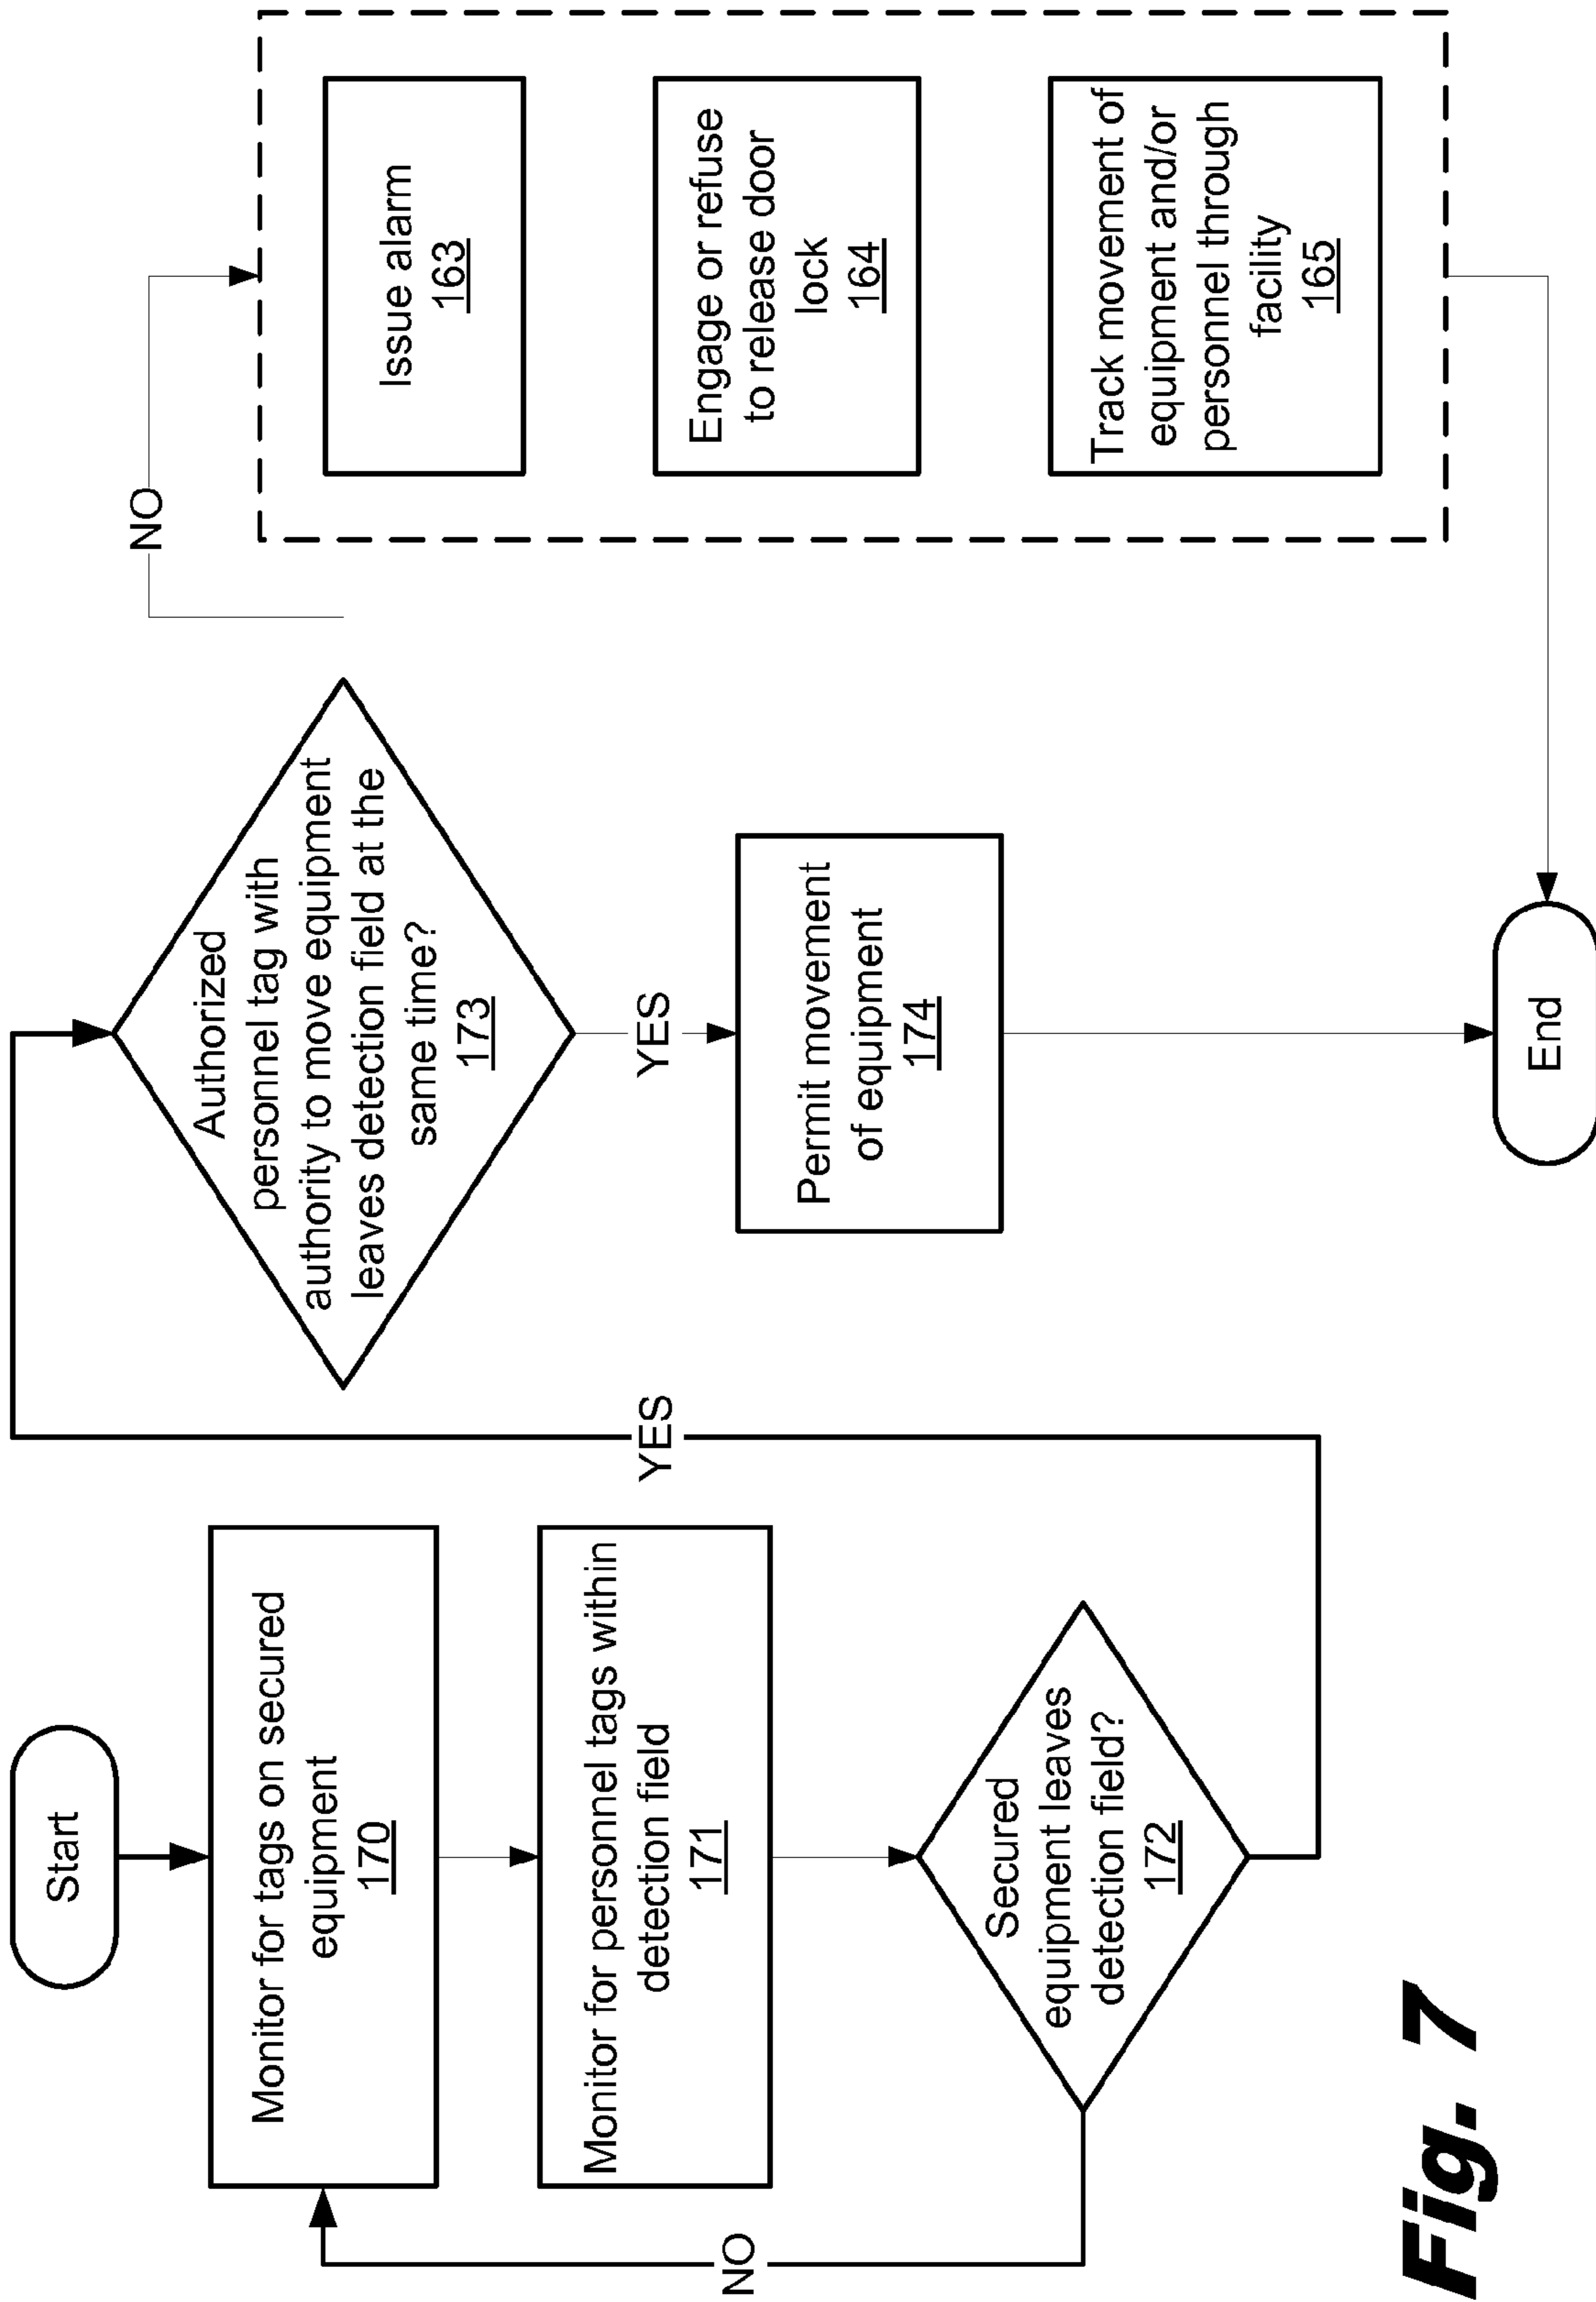 Start
Monitor for tags on secured
equipment
170
Monitor for personnel tags within
detection field
171
Secured
equipment leaves
detection field?
172
NO
YES
Authorized
personnel tag with
authority to move equipment
leaves detection field at the
same time?
173
YES
Permit movement
of equipment
174
NO
Issue alarm
163
Engage or refuse
to release door
lock
164
Track movement of
equipment and/or
personnel through
facility
165
End
Fig. 7